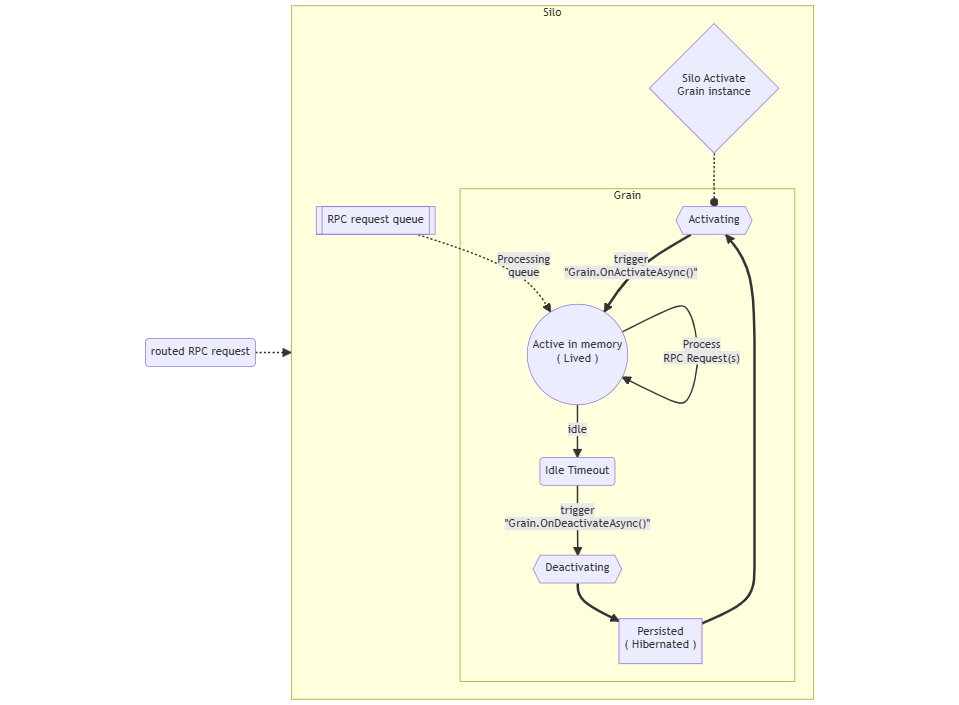 Silo
Silo Activate
Grain instance
Grain
RPC request queue
Activating
Processing
queue
trigger
"Grain.OnActivateAsync()"
Active in memory
( Lived )
Process
RPC Request(s)
routed RPC request
idle
Idle Timeout
trigger
"Grain.OnDeactivateAsync()"
Deactivating
Persisted
( Hibernated )